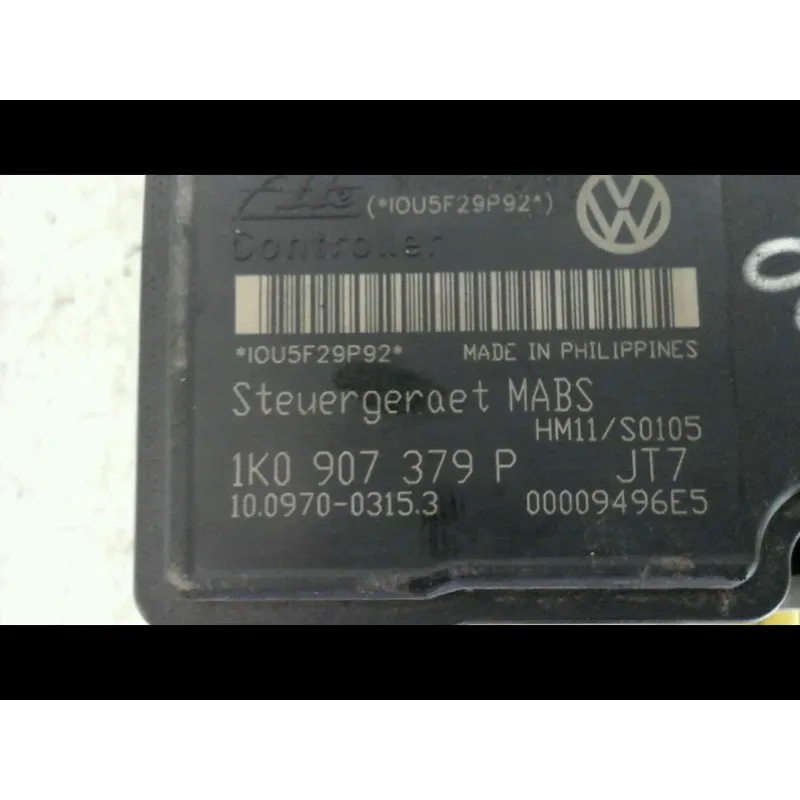 Ate (*IOU5F29P92*)
Controller
*IOU5F29P92* MADE IN PHILIPPINES
Steuergeraet MABS
HM11/S0105
1K0 907 379 P JT7
10.0970-0315.3 00009496E5